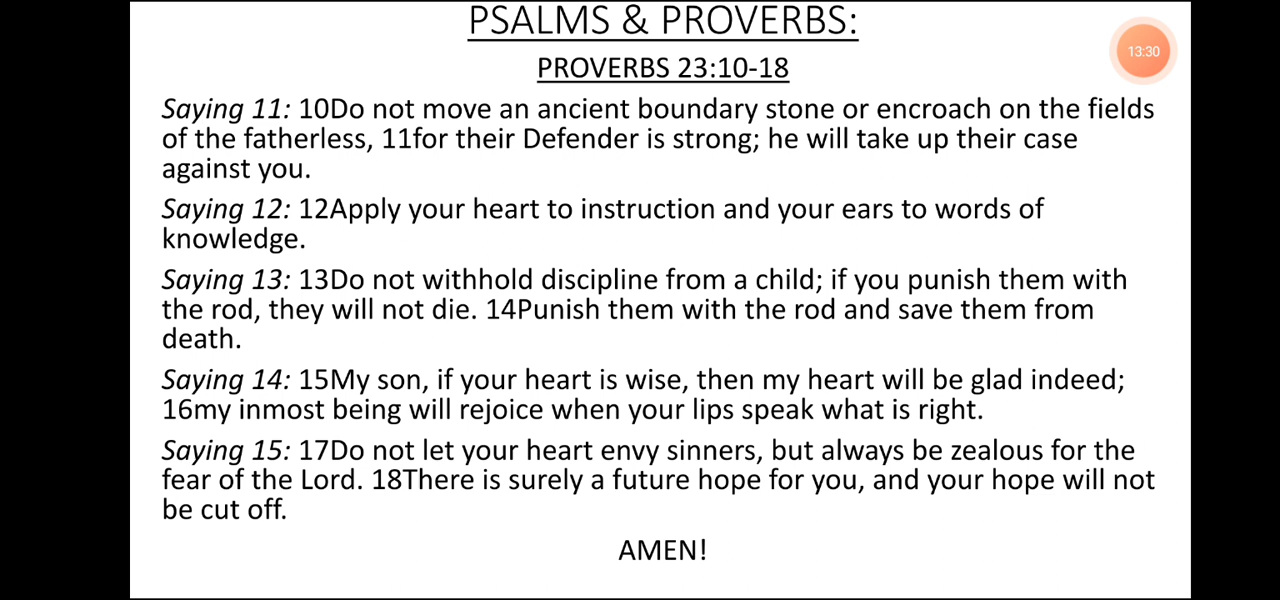 PSALMS & PROVERBS:
13:30
PROVERBS 23:10-18
Saying 11: 10Do not move an ancient boundary stone or encroach on the fields
of the fatherless, 11for their Defender is strong; he will take up their case
against you.
Saying 12: 12Apply your heart to instruction and your ears to words of
knowledge.
Saying 13: 13Do not withhold discipline from a child; if you punish them with
the rod, they will not die. 14Punish them with the rod and save them from
death.
Saying 14: 15My son, if your heart is wise, then my heart will be glad indeed;
16my inmost being will rejoice when your lips speak what is right.
Saying 15: 17Do not let your heart envy sinners, but always be zealous for the
fear of the Lord. 18There is surely a future hope for you, and your hope will not
be cut off.
AMEN!